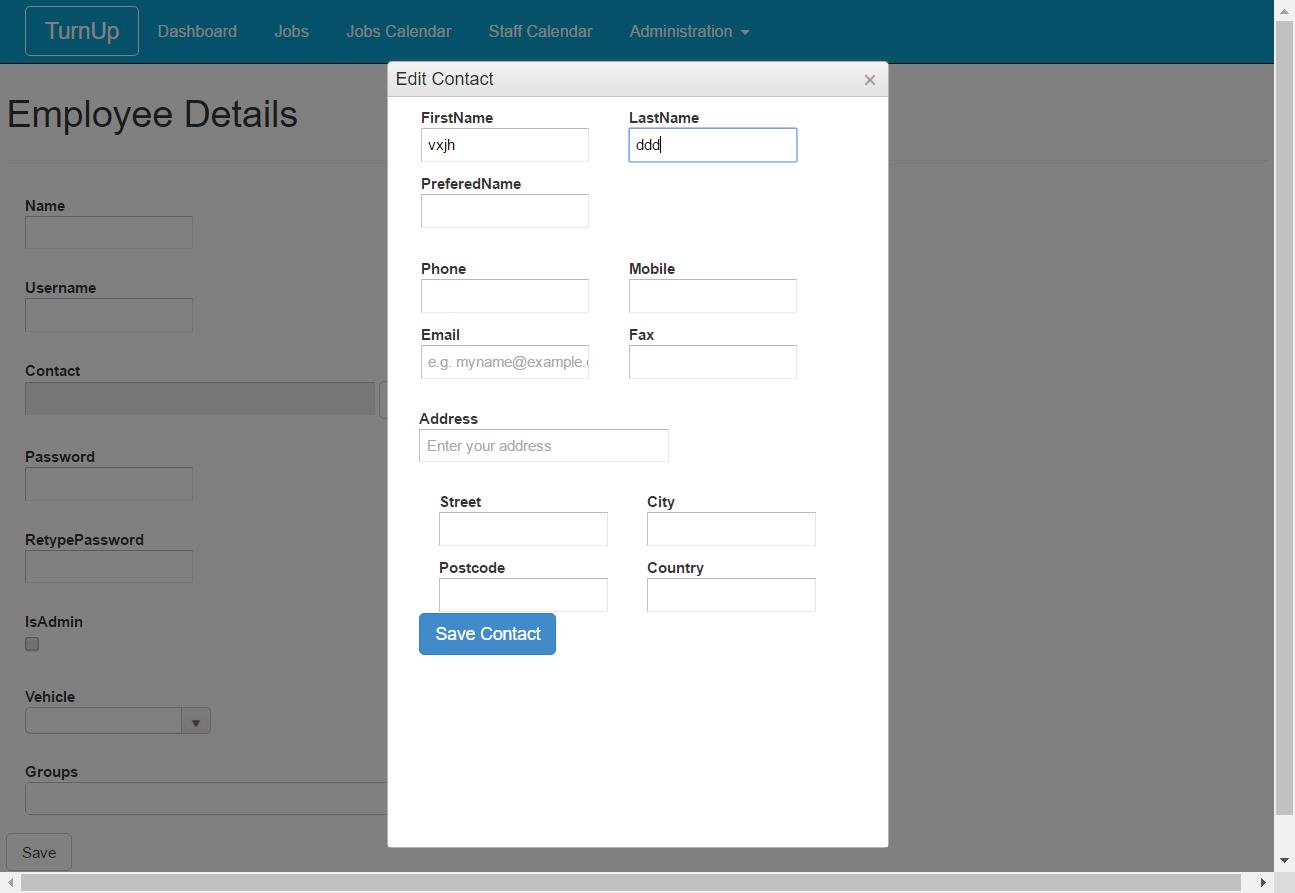 TurnUp Dashboard Jobs Jobs Calendar Staff Calendar Administration
Employee Details
Name
Username
Contact
Password
RetypePassword
IsAdmin
Vehicle
Groups
Save
Edit Contact ×
FirstName LastName
vxjh ddd
PreferedName
Phone Mobile
Email Fax
e.g. myname@example.
Address
Enter your address
Street City
Postcode Country
Save Contact